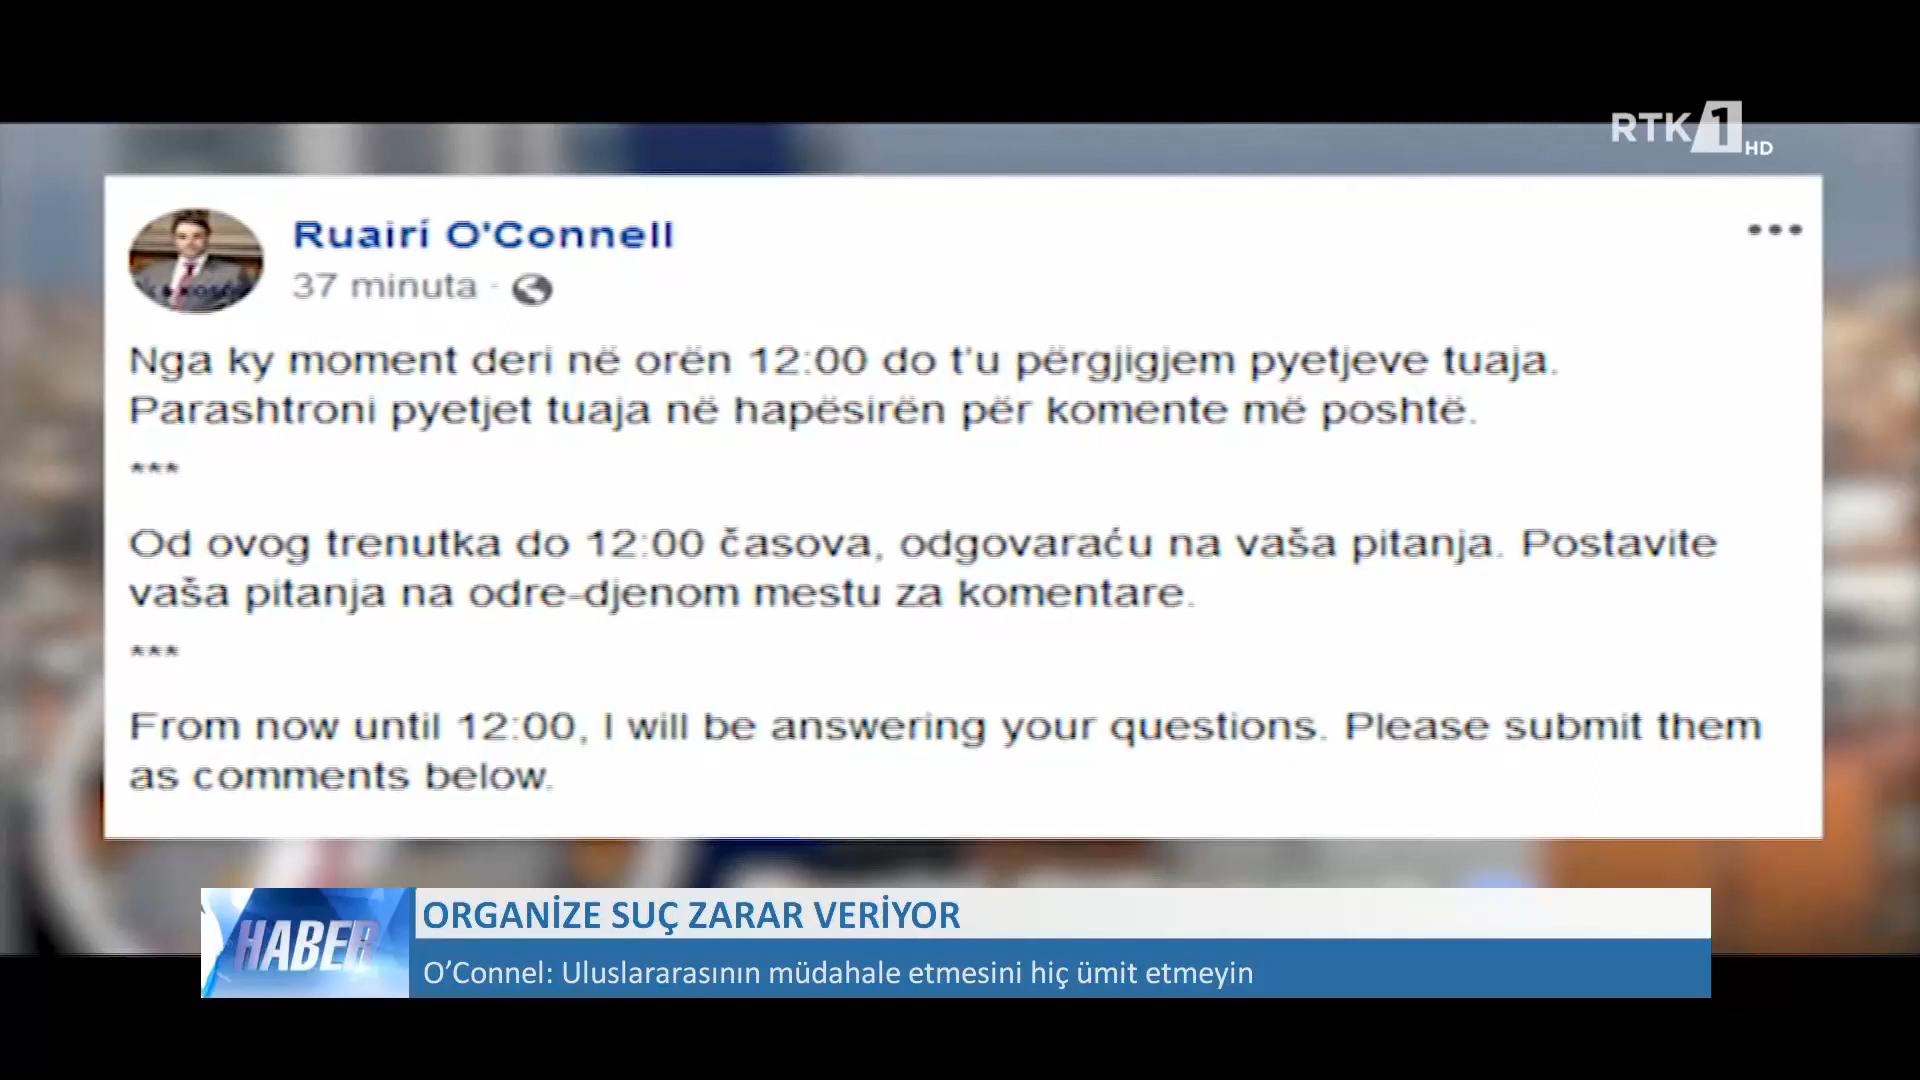 RTK 1 HD
Ruairí O'Connell
37 minuta ·
Nga ky moment deri në orën 12:00 do t'u përgjigjem pyetjeve tuaja.
Parashtroni pyetjet tuaja në hapësirën për komente më poshtë.
***
Od ovog trenutka do 12:00 časova, odgovaraću na vaša pitanja. Postavite
vaša pitanja na odre-djenom mestu za komentare.
***
From now until 12:00, I will be answering your questions. Please submit them
as comments below.
HABER
ORGANİZE SUÇ ZARAR VERİYOR
O’Connel: Uluslararasının müdahale etmesini hiç ümit etmeyin